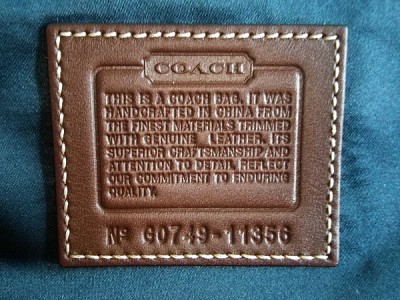 COACH
THIS IS A COACH BAG. IT WAS
HANDCRAFTED IN CHINA FROM
THE FINEST MATERIALS TRIMMED
WITH GENUINE LEATHER. ITS
SUPERIOR CRAFTSMANSHIP AND
ATTENTION TO DETAIL REFLECT
OUR COMMITMENT TO ENDURING
QUALITY.
Nº G0749-11356